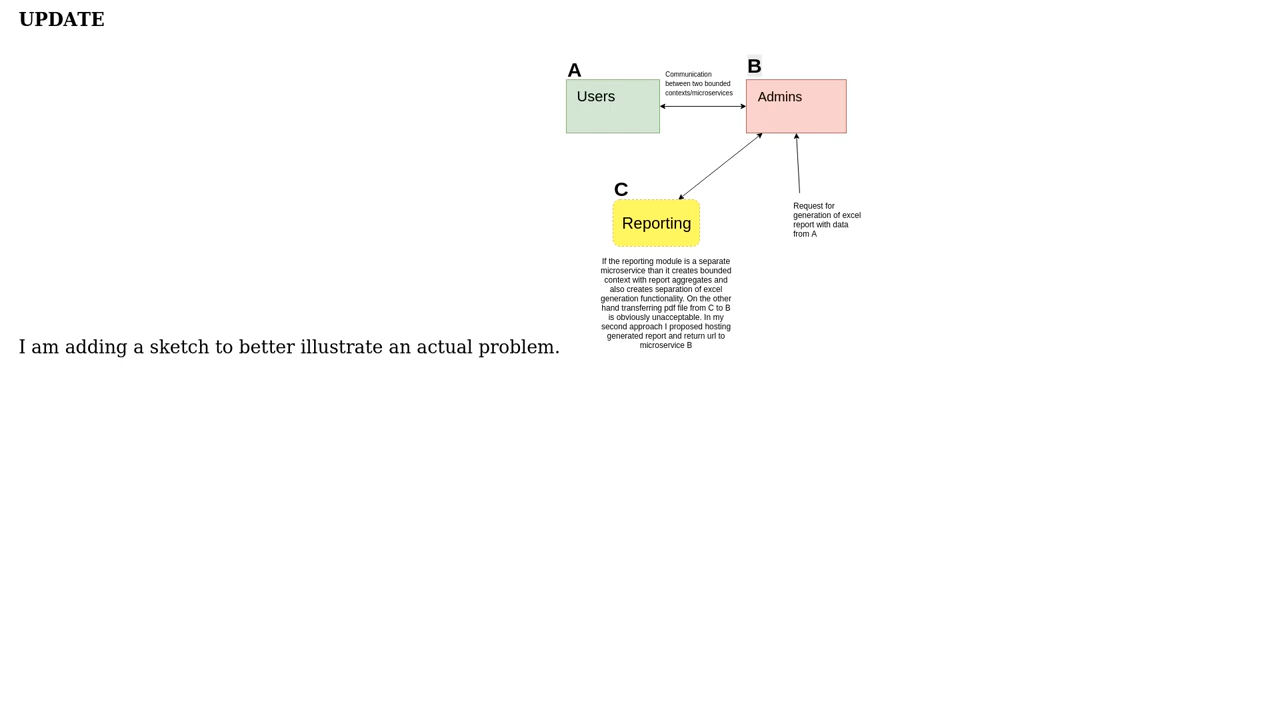 UPDATE
A
Users
Communication
between two bounded
contexts/microservices
B
Admins
C
Reporting
Request for
generation of excel
report with data
from A
If the reporting module is a separate
microservice than it creates bounded
context with report aggregates and
also creates separation of excel
generation functionality. On the other
hand transferring pdf file from C to B
is obviously unacceptable. In my
second approach I proposed hosting
generated report and return url to
microservice B
I am adding a sketch to better illustrate an actual problem.